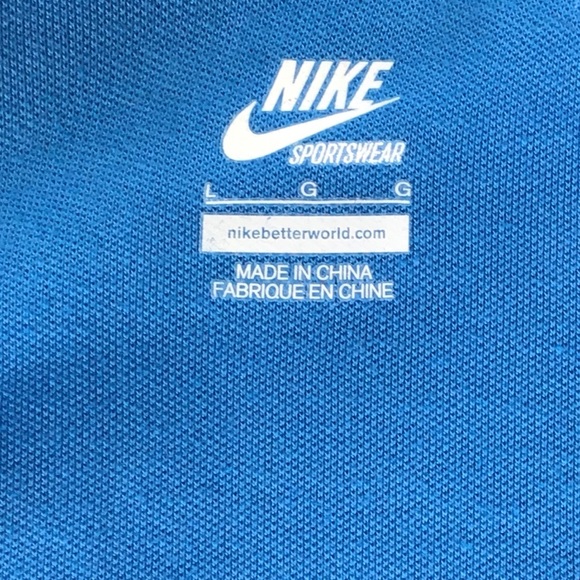 NIKE
SPORTSWEAR
L G G
nikebetterworld.com
MADE IN CHINA
FABRIQUE EN CHINE